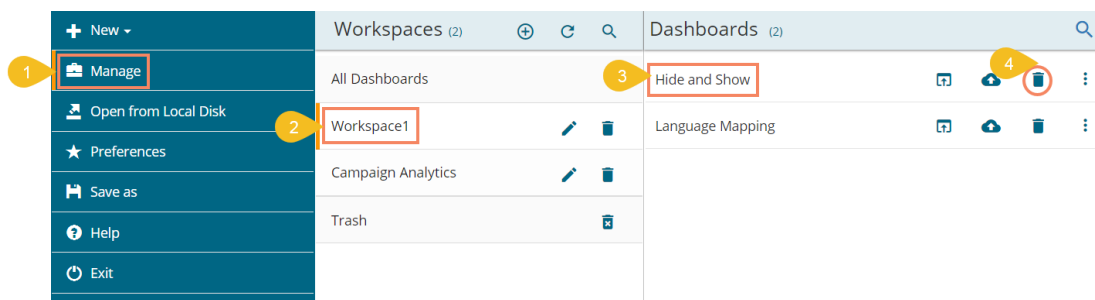 New
Workspaces (2)
Dashboards (2)
1
Manage
All Dashboards
3
Hide and Show
4
Open from Local Disk
2
Workspace1
Language Mapping
Preferences
Campaign Analytics
Save as
Trash
Help
Exit